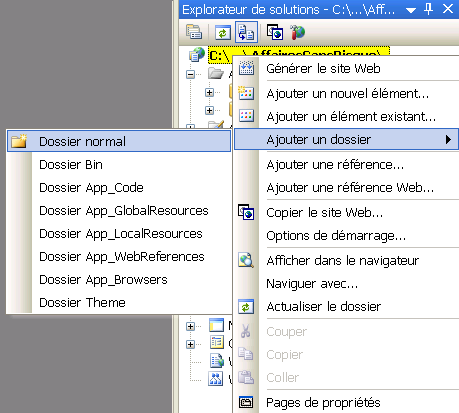 Explorateur de solutions - C:\...\Aff...
C:\...\AffairesSansRisque\
Générer le site Web
Ajouter un nouvel élément...
Ajouter un élément existant...
Ajouter un dossier
Dossier normal
Dossier Bin
Dossier App_Code
Dossier App_GlobalResources
Dossier App_LocalResources
Dossier App_WebReferences
Dossier App_Browsers
Dossier Theme
Ajouter une référence...
Ajouter une référence Web...
Copier le site Web...
Options de démarrage...
Afficher dans le navigateur
Naviguer avec...
Actualiser le dossier
Couper
Copier
Coller
Pages de propriétés